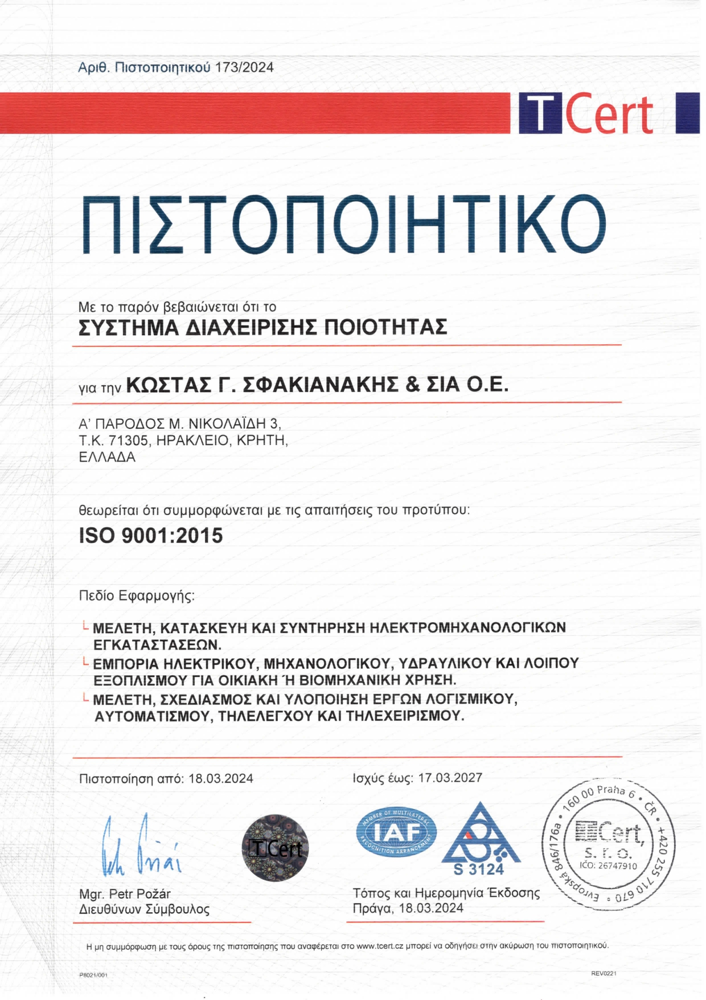 Αριθ. Πιστοποιητικού 173/2024
TCert
ΠΙΣΤΟΠΟΙΗΤΙΚΟ
Με το παρόν βεβαιώνεται ότι το
ΣΥΣΤΗΜΑ ΔΙΑΧΕΙΡΙΣΗΣ ΠΟΙΟΤΗΤΑΣ
για την ΚΩΣΤΑΣ Γ. ΣΦΑΚΙΑΝΑΚΗΣ & ΣΙΑ Ο.Ε.
Α’ ΠΑΡΟΔΟΣ Μ. ΝΙΚΟΛΑΪΔΗ 3,
Τ.Κ. 71305, ΗΡΑΚΛΕΙΟ, ΚΡΗΤΗ,
ΕΛΛΑΔΑ
θεωρείται ότι συμμορφώνεται με τις απαιτήσεις του προτύπου:
ISO 9001:2015
Πεδίο Εφαρμογής:
ΜΕΛΕΤΗ, ΚΑΤΑΣΚΕΥΗ ΚΑΙ ΣΥΝΤΗΡΗΣΗ ΗΛΕΚΤΡΟΜΗΧΑΝΟΛΟΓΙΚΩΝ
ΕΓΚΑΤΑΣΤΑΣΕΩΝ.
ΕΜΠΟΡΙΑ ΗΛΕΚΤΡΙΚΟΥ, ΜΗΧΑΝΟΛΟΓΙΚΟΥ, ΥΔΡΑΥΛΙΚΟΥ ΚΑΙ ΛΟΙΠΟΥ
ΕΞΟΠΛΙΣΜΟΥ ΓΙΑ ΟΙΚΙΑΚΗ Ή ΒΙΟΜΗΧΑΝΙΚΗ ΧΡΗΣΗ.
ΜΕΛΕΤΗ, ΣΧΕΔΙΑΣΜΟΣ ΚΑΙ ΥΛΟΠΟΙΗΣΗ ΕΡΓΩΝ ΛΟΓΙΣΜΙΚΟΥ,
ΑΥΤΟΜΑΤΙΣΜΟΥ, ΤΗΛΕΛΕΓΧΟΥ ΚΑΙ ΤΗΛΕΧΕΙΡΙΣΜΟΥ.
Πιστοποίηση από: 18.03.2024
Ισχύς έως: 17.03.2027
TCert
MEMBER OF MULTILATERAL
IAF
RECOGNITION ARRANGEMENT
S 3124
Evropská 846/176a • 160 00 Praha 6 • ČR • +420 255 710 670
TCert,
s. r. o.
IČO: 26747910
Mgr. Petr Požár
Διευθύνων Σύμβουλος
Τόπος και Ημερομηνία Έκδοσης
Πράγα, 18.03.2024
Η μη συμμόρφωση με τους όρους της πιστοποίησης που αναφέρεται στο www.tcert.cz μπορεί να οδηγήσει στην ακύρωση του πιστοποιητικού.
P8021/001
REV0221